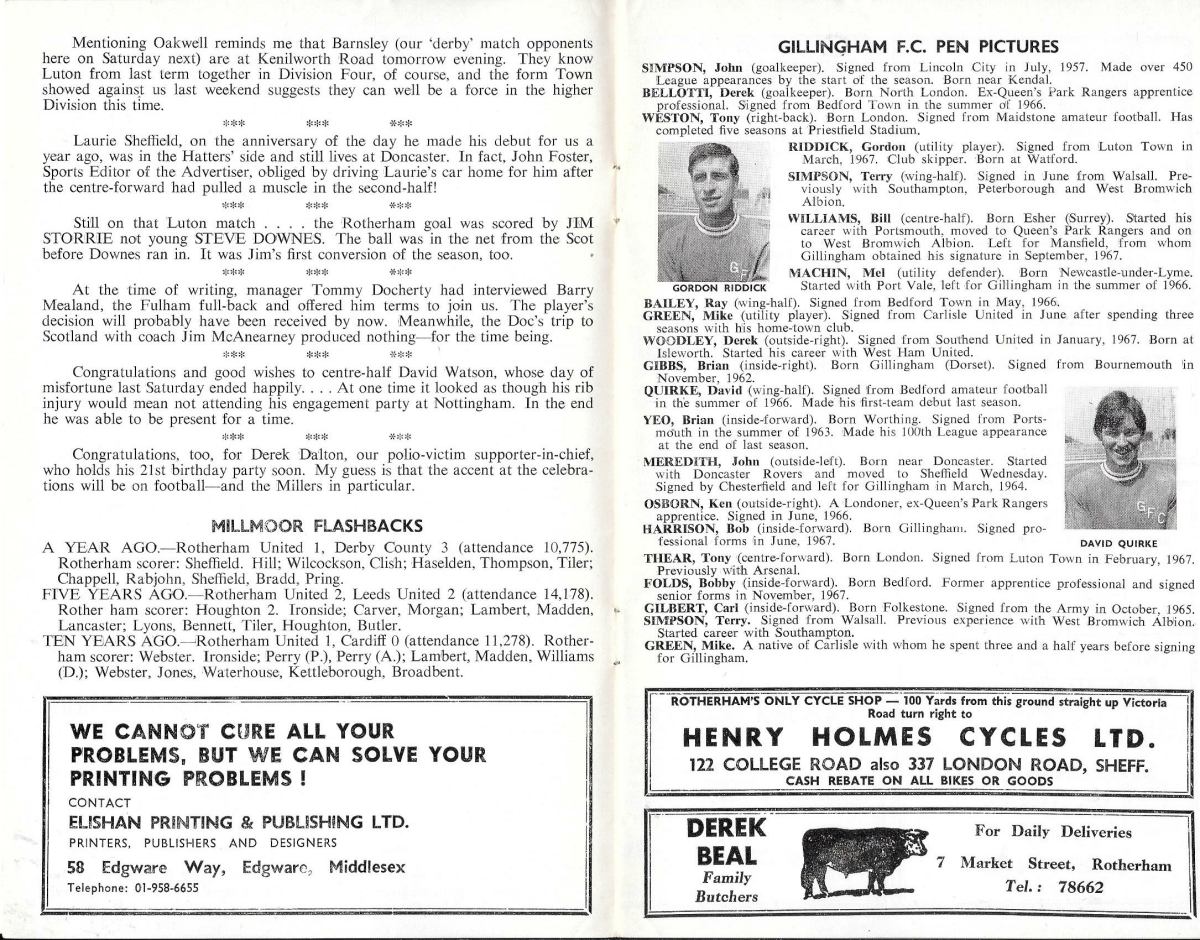 Mentioning Oakwell reminds me that Barnsley (our 'derby' match opponents
here on Saturday next) are at Kenilworth Road tomorrow evening. They know
Luton from last term together in Division Four, of course, and the form Town
showed against us last weekend suggests they can well be a force in the higher
Division this time.
*** *** ***
Laurie Sheffield, on the anniversary of the day he made his debut for us a
year ago, was in the Hatters' side and still lives at Doncaster. In fact, John Foster,
Sports Editor of the Advertiser, obliged by driving Laurie's car home for him after
the centre-forward had pulled a muscle in the second-half!
*** *** ***
Still on that Luton match . . . . the Rotherham goal was scored by JIM
STORRIE not young STEVE DOWNES. The ball was in the net from the Scot
before Downes ran in. It was Jim's first conversion of the season, too.
*** *** ***
At the time of writing, manager Tommy Docherty had interviewed Barry
Mealand, the Fulham full-back and offered him terms to join us. The player's
decision will probably have been received by now. Meanwhile, the Doc's trip to
Scotland with coach Jim McAnearney produced nothing—for the time being.
*** *** ***
Congratulations and good wishes to centre-half David Watson, whose day of
misfortune last Saturday ended happily. . . . At one time it looked as though his rib
injury would mean not attending his engagement party at Nottingham. In the end
he was able to be present for a time.
*** *** ***
Congratulations, too, for Derek Dalton, our polio-victim supporter-in-chief,
who holds his 21st birthday party soon. My guess is that the accent at the celebra-
tions will be on football—and the Millers in particular.
MILLMOOR FLASHBACKS
A YEAR AGO.—Rotherham United 1, Derby County 3 (attendance 10,775).
Rotherham scorer: Sheffield. Hill; Wilcockson, Clish; Haselden, Thompson, Tiler;
Chappell, Rabjohn, Sheffield, Bradd, Pring.
FIVE YEARS AGO.—Rotherham United 2, Leeds United 2 (attendance 14,178).
Rother ham scorer: Houghton 2. Ironside; Carver, Morgan; Lambert, Madden,
Lancaster; Lyons, Bennett, Tiler, Houghton, Butler.
TEN YEARS AGO.—Rotherham United 1, Cardiff 0 (attendance 11,278). Rother-
ham scorer: Webster. Ironside; Perry (P.), Perry (A.); Lambert, Madden, Williams
(D.); Webster, Jones, Waterhouse, Kettleborough, Broadbent.
WE CANNOT CURE ALL YOUR
PROBLEMS, BUT WE CAN SOLVE YOUR
PRINTING PROBLEMS !
CONTACT
ELISHAN PRINTING & PUBLISHING LTD.
PRINTERS, PUBLISHERS AND DESIGNERS
58 Edgware Way, Edgware, Middlesex
Telephone: 01-958-6655
GILLINGHAM F.C. PEN PICTURES
SIMPSON, John (goalkeeper). Signed from Lincoln City in July, 1957. Made over 450
League appearances by the start of the season. Born near Kendal.
BELLOTTI, Derek (goalkeeper). Born North London. Ex-Queen's Park Rangers apprentice
professional. Signed from Bedford Town in the summer of 1966.
WESTON, Tony (right-back). Born London. Signed from Maidstone amateur football. Has
completed five seasons at Priestfield Stadium.
RIDDICK, Gordon (utility player). Signed from Luton Town in
March, 1967. Club skipper. Born at Watford.
SIMPSON, Terry (wing-half). Signed in June from Walsall. Pre-
viously with Southampton, Peterborough and West Bromwich
Albion.
WILLIAMS, Bill (centre-half). Born Esher (Surrey). Started his
career with Portsmouth, moved to Queen's Park Rangers and on
to West Bromwich Albion. Left for Mansfield, from whom
Gillingham obtained his signature in September, 1967.
MACHIN, Mel (utility defender). Born Newcastle-under-Lyme.
Started with Port Vale, left for Gillingham in the summer of 1966.
GF
GORDON RIDDICK
BAILEY, Ray (wing-half). Signed from Bedford Town in May, 1966.
GREEN, Mike (utility player). Signed from Carlisle United in June after spending three
seasons with his home-town club.
WOODLEY, Derek (outside-right). Signed from Southend United in January, 1967. Born at
Isleworth. Started his career with West Ham United.
GIBBS, Brian (inside-right). Born Gillingham (Dorset). Signed from Bournemouth in
November, 1962.
QUIRKE, David (wing-half). Signed from Bedford amateur football
in the summer of 1966. Made his first-team debut last season.
YEO, Brian (inside-forward). Born Worthing. Signed from Ports-
mouth in the summer of 1963. Made his 100th League appearance
at the end of last season.
MEREDITH, John (outside-left). Born near Doncaster. Started
with Doncaster Rovers and moved to Sheffield Wednesday.
Signed by Chesterfield and left for Gillingham in March, 1964.
OSBORN, Ken (outside-right). A Londoner, ex-Queen's Park Rangers
apprentice. Signed in June, 1966.
HARRISON, Bob (inside-forward). Born Gillingham. Signed pro-
fessional forms in June, 1967.
GFC
DAVID QUIRKE
THEAR, Tony (centre-forward). Born London. Signed from Luton Town in February, 1967.
Previously with Arsenal.
FOLDS, Bobby (inside-forward). Born Bedford. Former apprentice professional and signed
senior forms in November, 1967.
GILBERT, Carl (inside-forward). Born Folkestone. Signed from the Army in October, 1965.
SIMPSON, Terry. Signed from Walsall. Previous experience with West Bromwich Albion.
Started career with Southampton.
GREEN, Mike. A native of Carlisle with whom he spent three and a half years before signing
for Gillingham.
ROTHERHAM'S ONLY CYCLE SHOP — 100 Yards from this ground straight up Victoria
Road turn right to
HENRY HOLMES CYCLES LTD.
122 COLLEGE ROAD also 337 LONDON ROAD, SHEFF.
CASH REBATE ON ALL BIKES OR GOODS
DEREK
BEAL
Family
Butchers
For Daily Deliveries
7 Market Street, Rotherham
Tel. : 78662